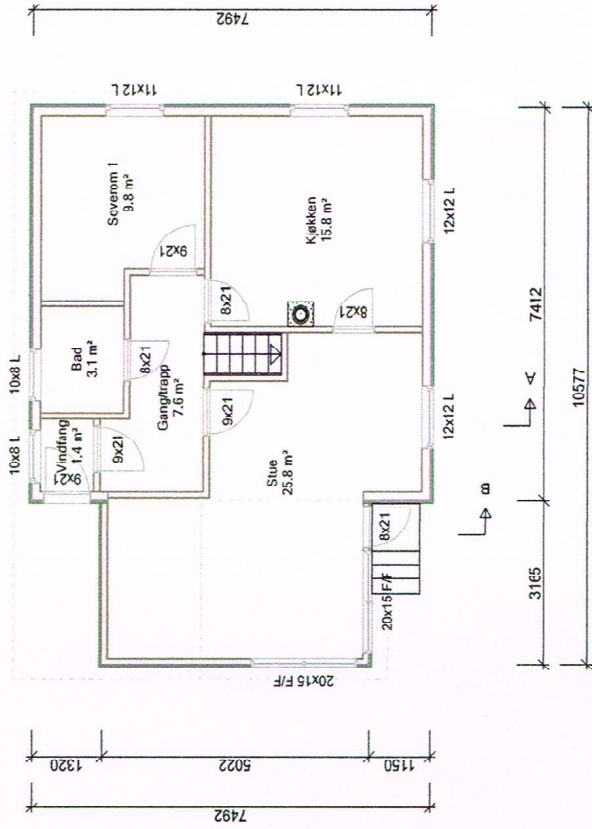 7492
11x12 L
11x12 L
10x8 L
10x8 L
Soverom 1
9.8 m²
9x21
Bad
3.1 m²
8x21
Vindfang
1.4 m²
9x21
9x21
Gang/trapp
7.6 m²
8x21
Kjøkken
15.8 m²
12x12 L
8x21
9x21
Stue
25.8 m²
12x12 L
8x21
20x15 F/F
20x15 F/F
A
B
7412
3165
10577
1320
5022
1150
7492